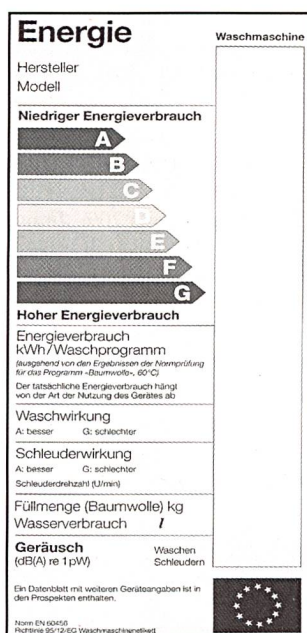 Energie
Waschmaschine
Hersteller
Modell
Niedriger Energieverbrauch
A
B
C
D
E
F
G
Hoher Energieverbrauch
Energieverbrauch
kWh/Waschprogramm
(ausgehend von den Ergebnissen der Normprüfung
für das Programm «Baumwolle», 60°C)
Der tatsächliche Energieverbrauch hängt
von der Art der Nutzung des Gerätes ab
Waschwirkung
A: besser G: schlechter
Schleuderwirkung
A: besser G: schlechter
Schleuderdrehzahl (U/min)
Füllmenge (Baumwolle) kg
Wasserverbrauch l
Geräusch Waschen
(dB(A) re 1 pW) Schleudern
Ein Datenblatt mit weiteren Geräteangaben ist in
den Prospekten enthalten.
Norm EN 60456
Richtlinie 95/12/EG Waschmaschinenetikett